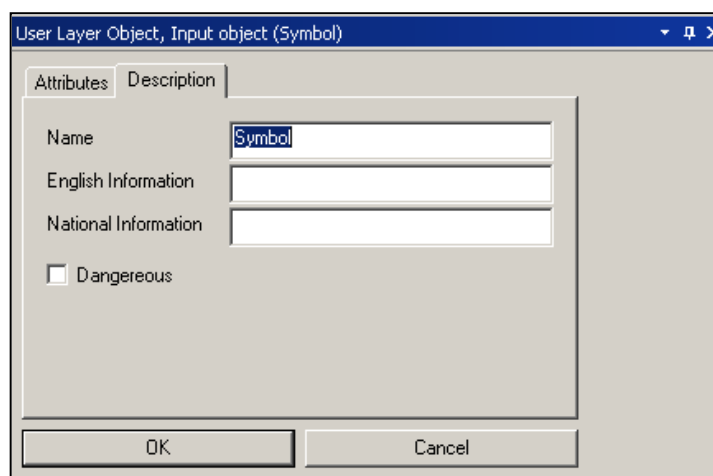 User Layer Object, Input object (Symbol)
Attributes Description
Name Symbol
English Information
National Information
Dangereous
OK Cancel